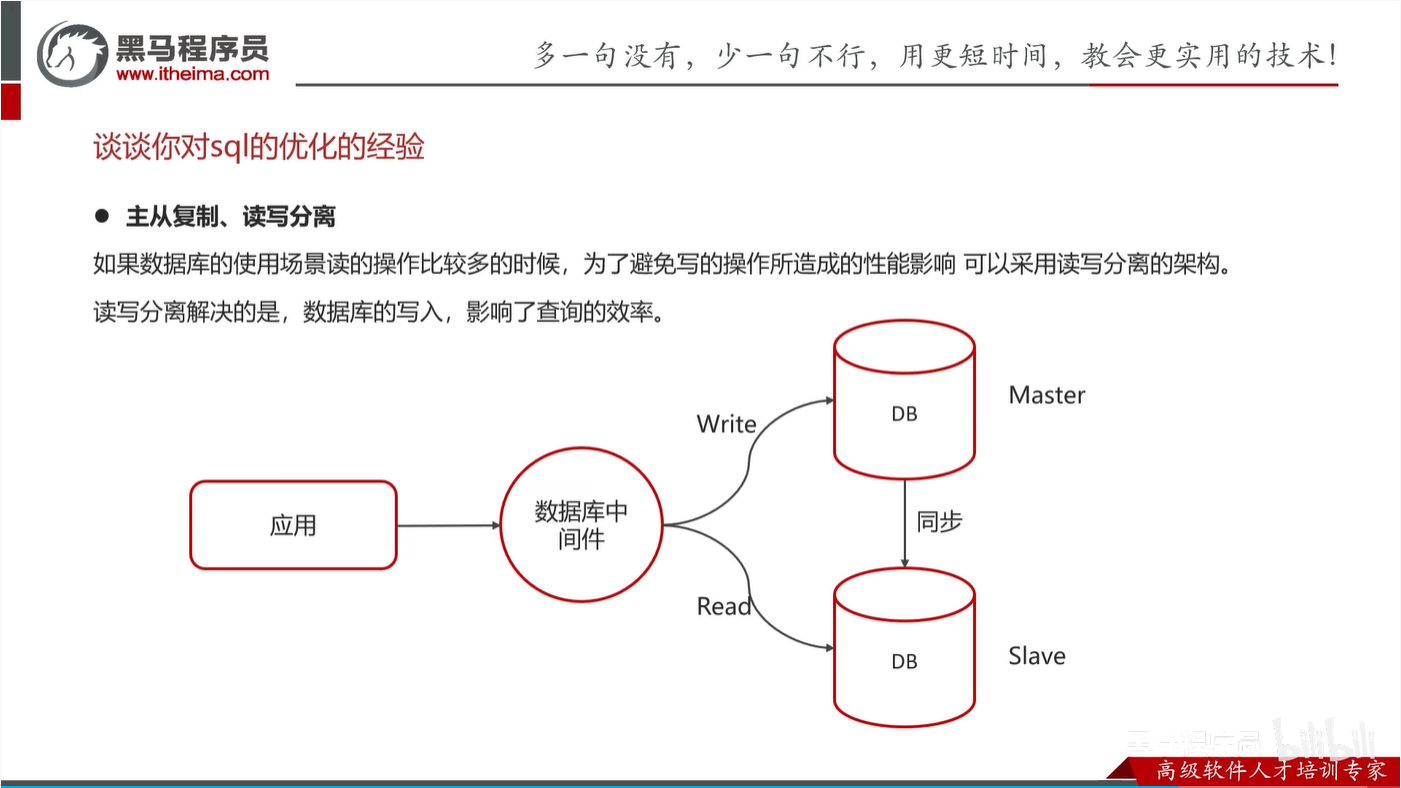 黑马程序员
www.itheima.com
多一句没有，少一句不行，用更短时间，教会更实用的技术！
谈谈你对sql的优化的经验
● 主从复制、读写分离
如果数据库的使用场景读的操作比较多的时候，为了避免写的操作所造成的性能影响 可以采用读写分离的架构。
读写分离解决的是，数据库的写入，影响了查询的效率。
Master
DB
Write
应用
数据库中
间件
同步
Read
DB
Slave
黑马程序员 bilibili
高级软件人才培训专家